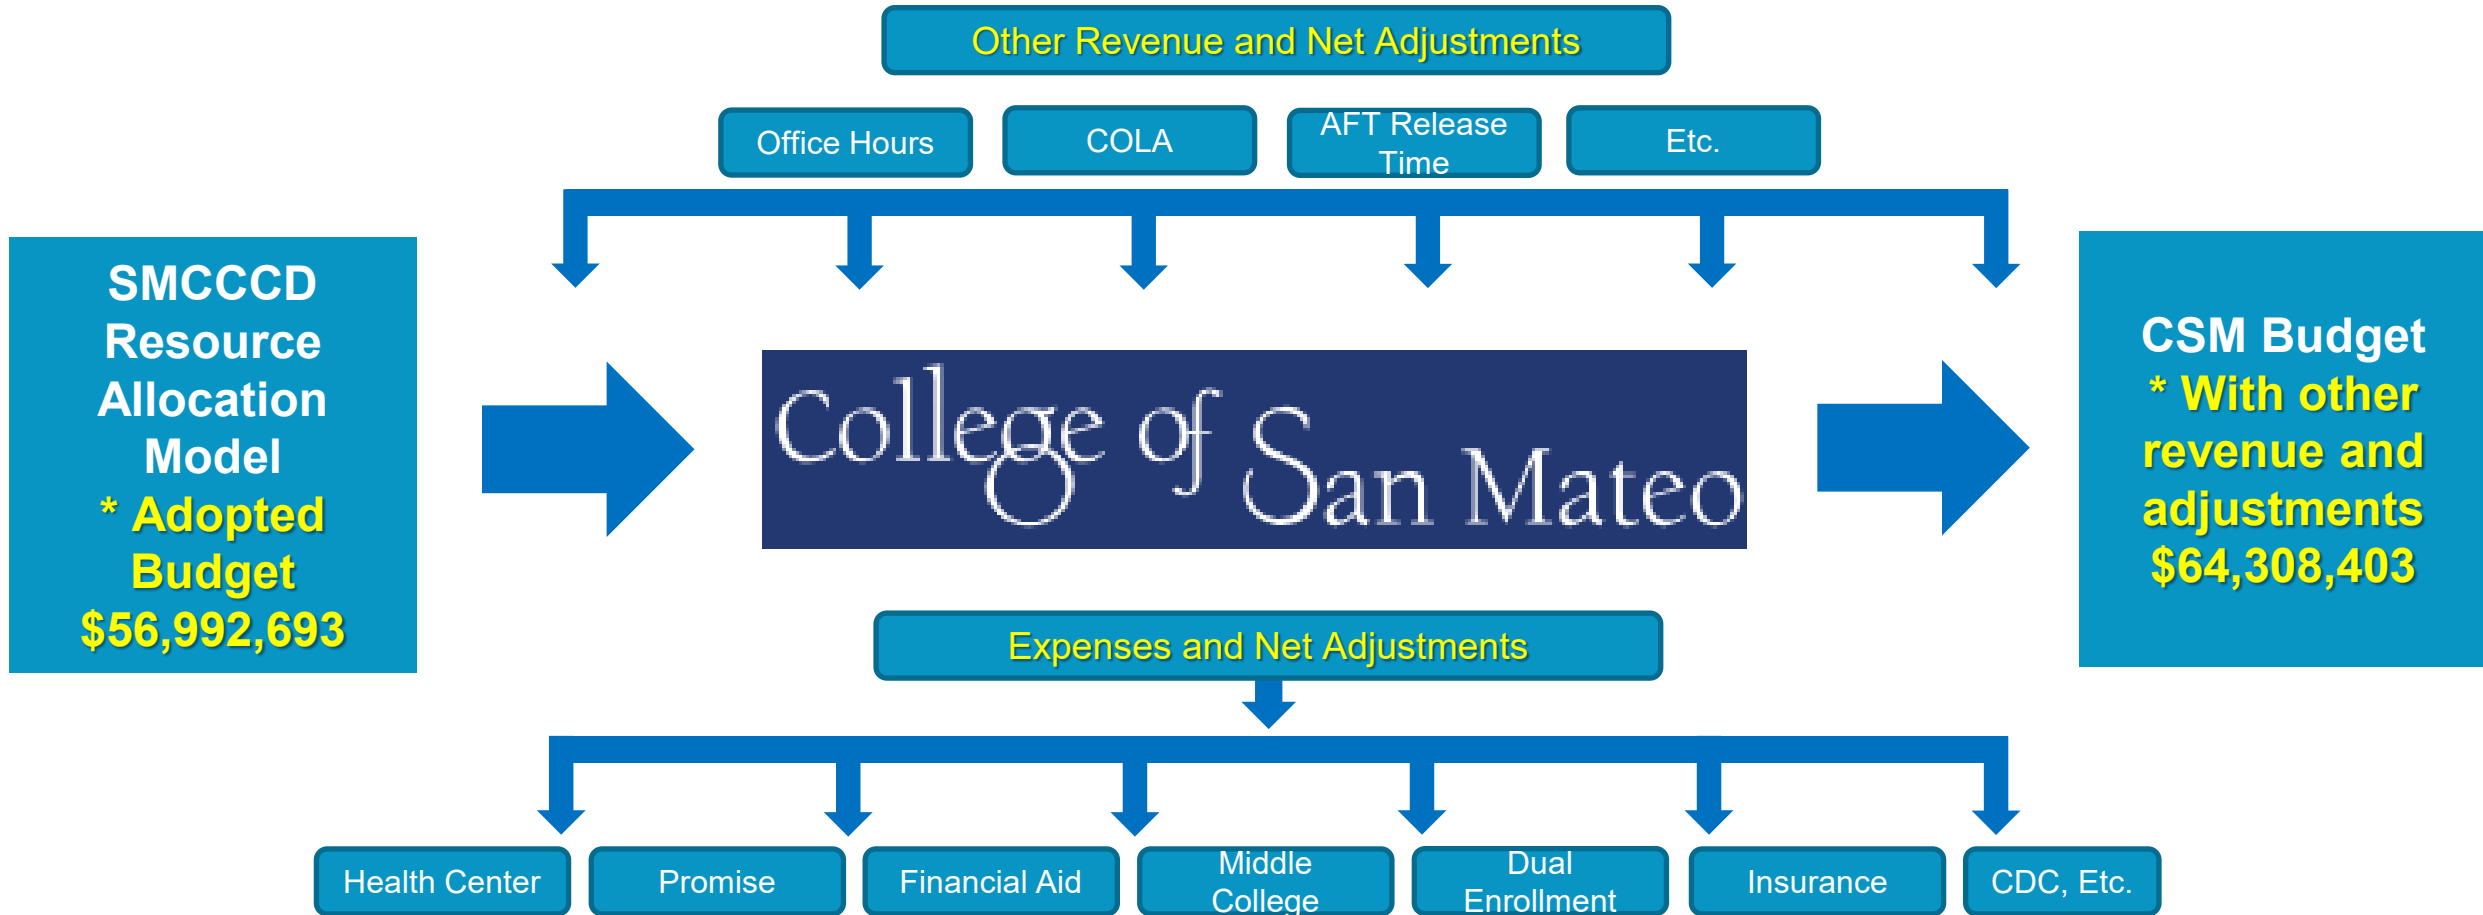 Other Revenue and Net Adjustments
Office Hours
COLA
AFT Release
Time
Etc.
SMCCCD
Resource
Allocation
Model
* Adopted
Budget
$56,992,693
College of San Mateo
CSM Budget
* With other
revenue and
adjustments
$64,308,403
Expenses and Net Adjustments
Health Center
Promise
Financial Aid
Middle
College
Dual
Enrollment
Insurance
CDC, Etc.